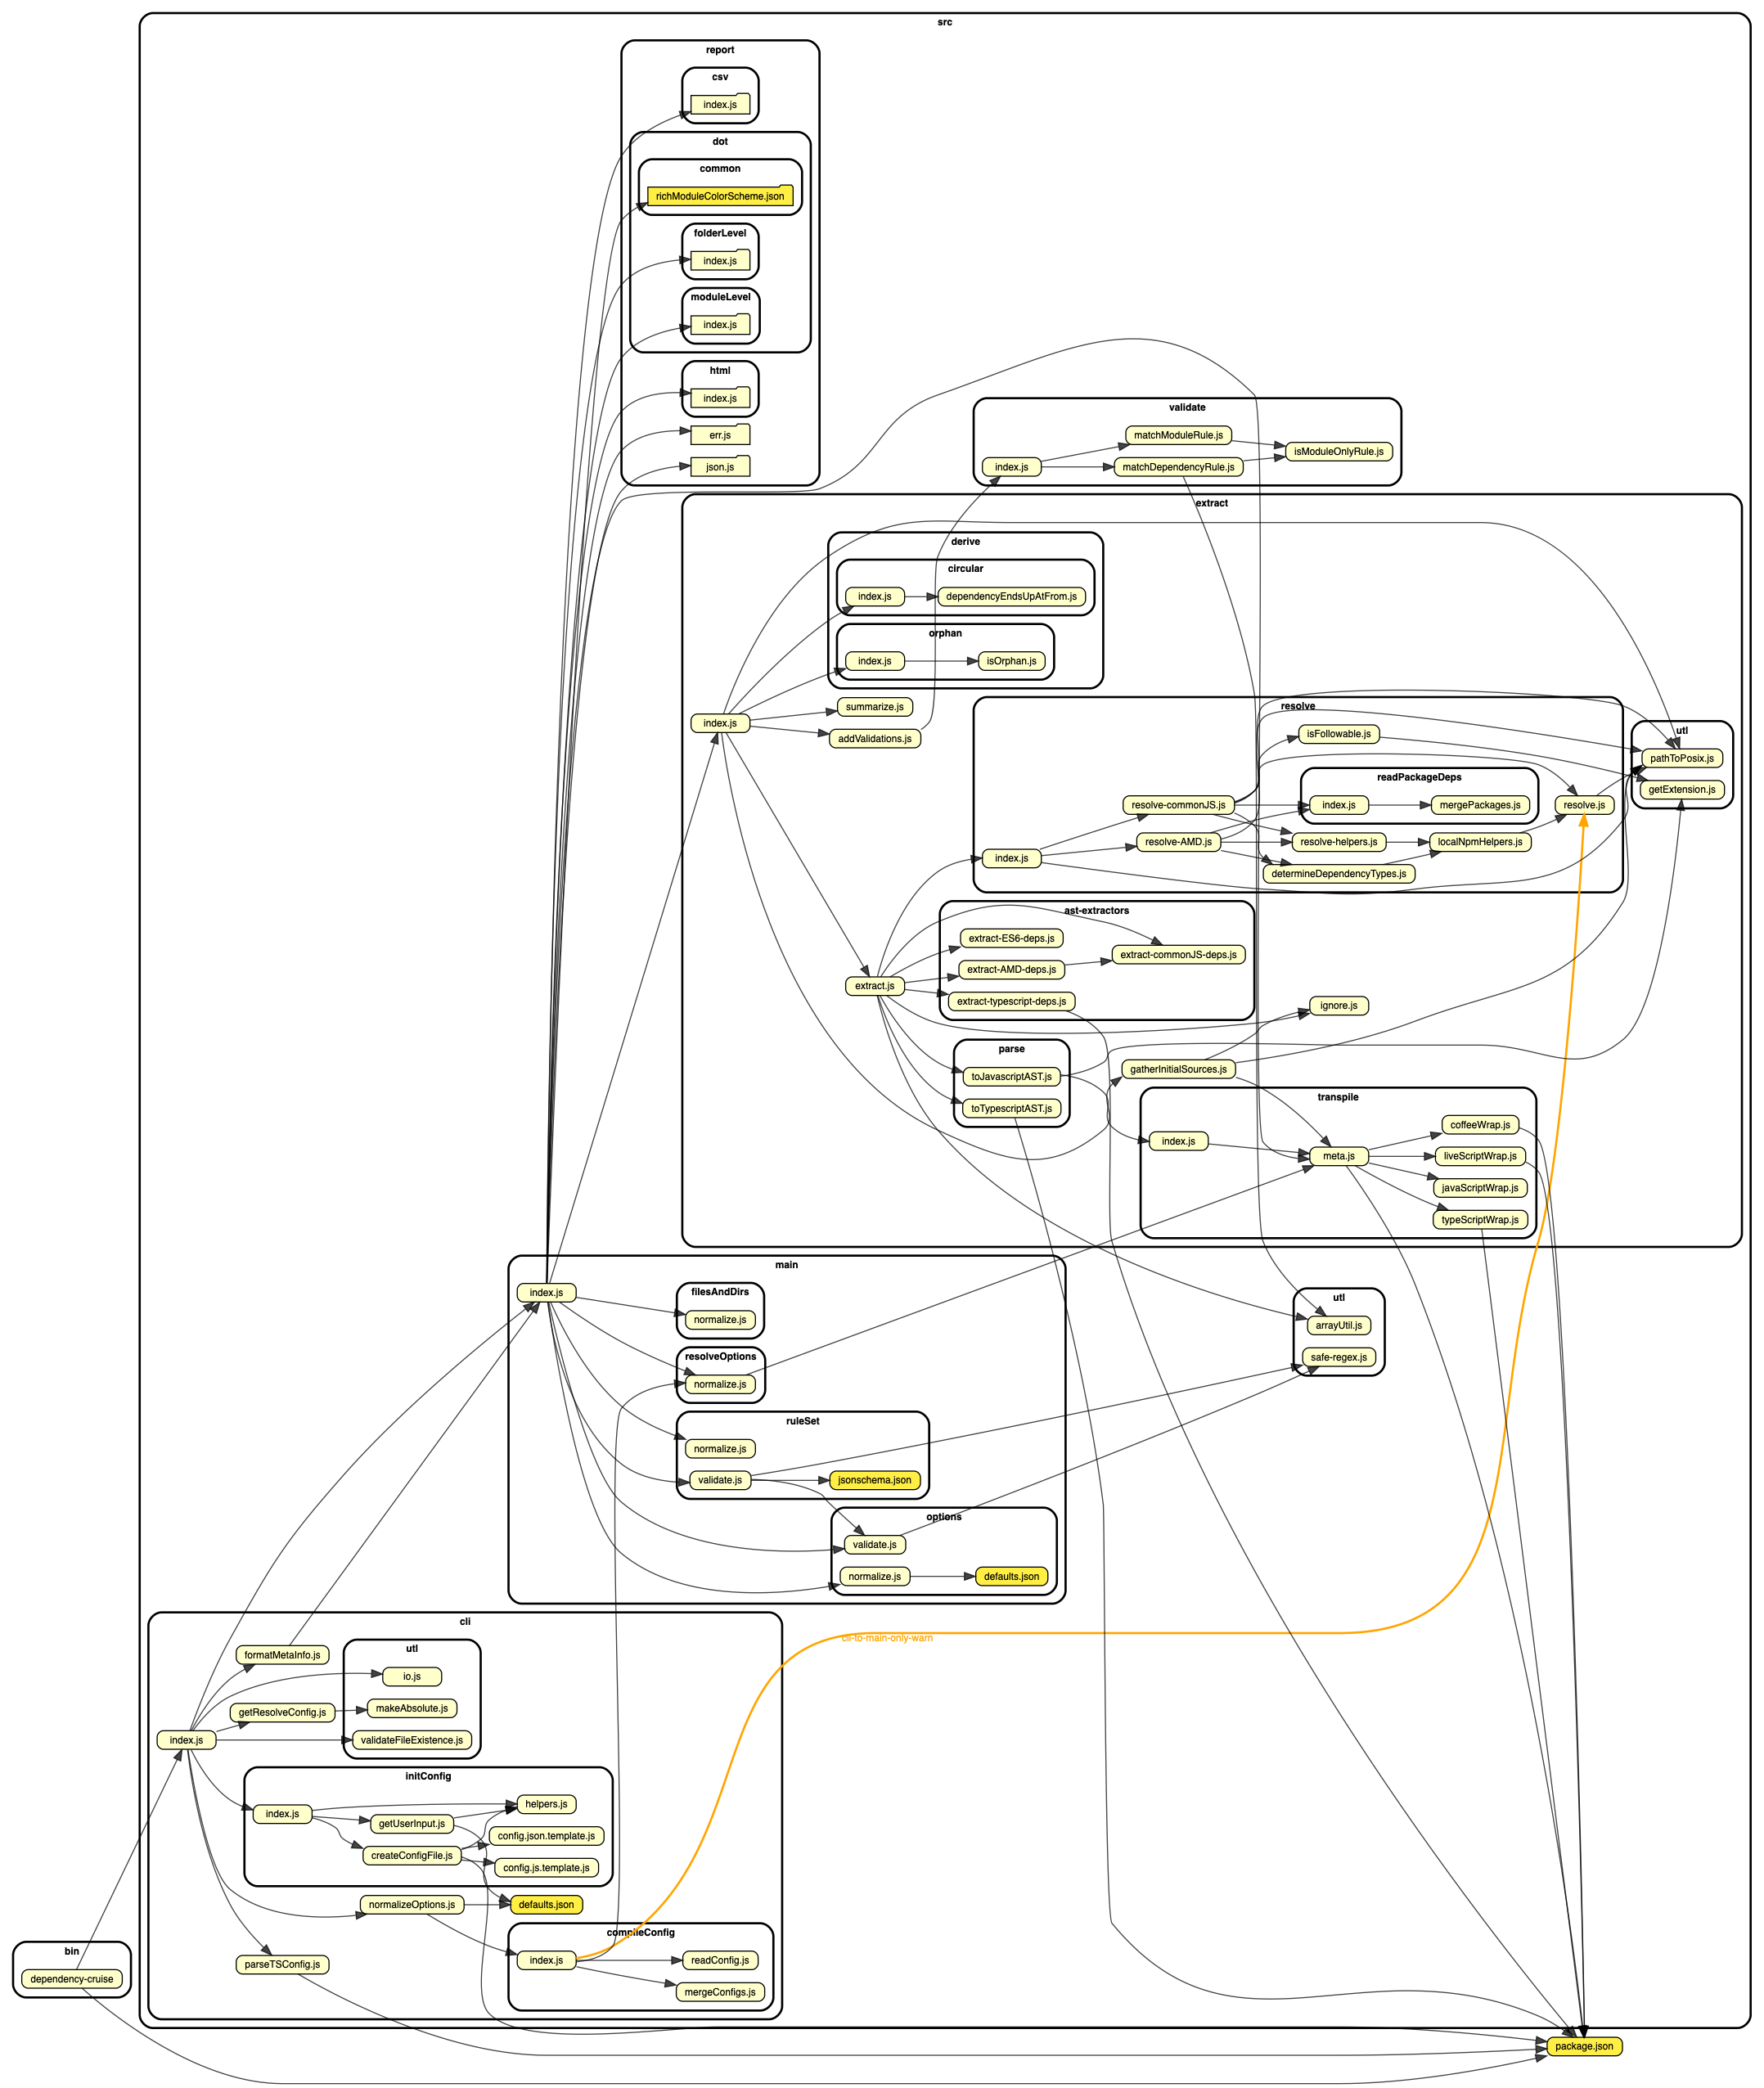 src
report
csv
index.js
dot
common
richModuleColorScheme.json
folderLevel
index.js
moduleLevel
index.js
html
index.js
err.js
json.js
validate
matchModuleRule.js
isModuleOnlyRule.js
index.js
matchDependencyRule.js
extract
derive
circular
index.js
dependencyEndsUpAtFrom.js
orphan
index.js
isOrphan.js
summarize.js
index.js
addValidations.js
resolve
isFollowable.js
utl
pathToPosix.js
getExtension.js
readPackageDeps
index.js
mergePackages.js
resolve-commonJS.js
resolve.js
resolve-AMD.js
resolve-helpers.js
localNpmHelpers.js
index.js
determineDependencyTypes.js
ast-extractors
extract-ES6-deps.js
extract-commonJS-deps.js
extract-AMD-deps.js
extract.js
extract-typescript-deps.js
ignore.js
parse
toJavascriptAST.js
toTypescriptAST.js
gatherInitialSources.js
transpile
coffeeWrap.js
index.js
meta.js
liveScriptWrap.js
javaScriptWrap.js
typeScriptWrap.js
main
index.js
filesAndDirs
normalize.js
utl
arrayUtil.js
safe-regex.js
resolveOptions
normalize.js
ruleSet
normalize.js
validate.js
jsonschema.json
options
validate.js
normalize.js
defaults.json
cli
cli-to-main-only-warn
formatMetaInfo.js
utl
io.js
getResolveConfig.js
makeAbsolute.js
index.js
validateFileExistence.js
initConfig
index.js
helpers.js
getUserInput.js
config.json.template.js
createConfigFile.js
config.js.template.js
normalizeOptions.js
defaults.json
compileConfig
index.js
readConfig.js
mergeConfigs.js
parseTSConfig.js
bin
dependency-cruise
package.json